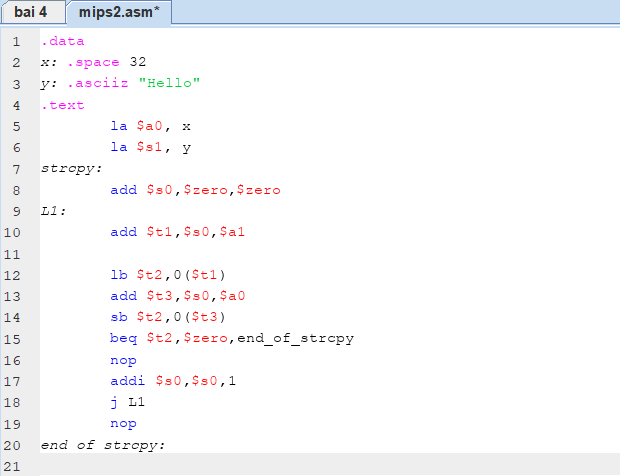 bai 4 mips2.asm*
1 .data
2 x: .space 32
3 y: .asciiz "Hello"
4 .text
5 la $a0, x
6 la $s1, y
7 strcpy:
8 add $s0,$zero,$zero
9 L1:
10 add $t1,$s0,$a1
11
12 lb $t2,0($t1)
13 add $t3,$s0,$a0
14 sb $t2,0($t3)
15 beq $t2,$zero,end_of_strcpy
16 nop
17 addi $s0,$s0,1
18 j L1
19 nop
20 end of strcpy:
21